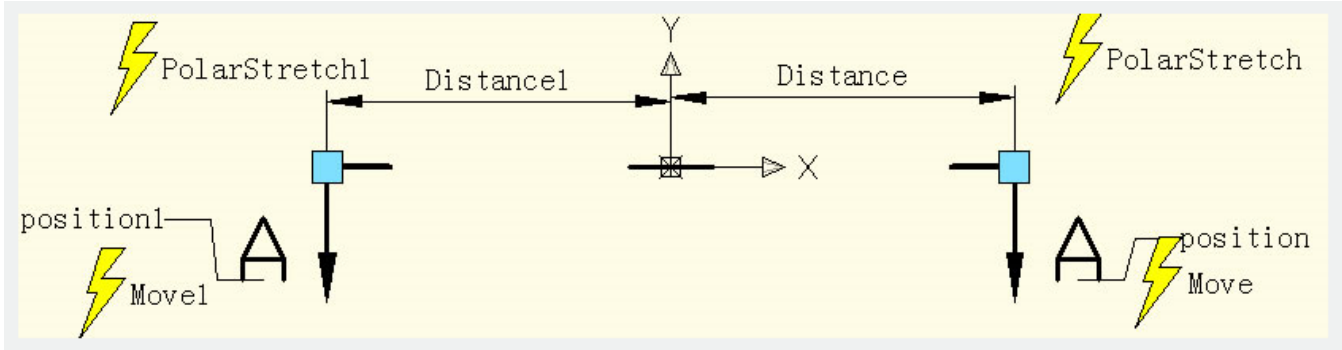 PolarStretch1
Distance1
Y
Distance
PolarStretch
X
position1
A
A
position
Move1
Move